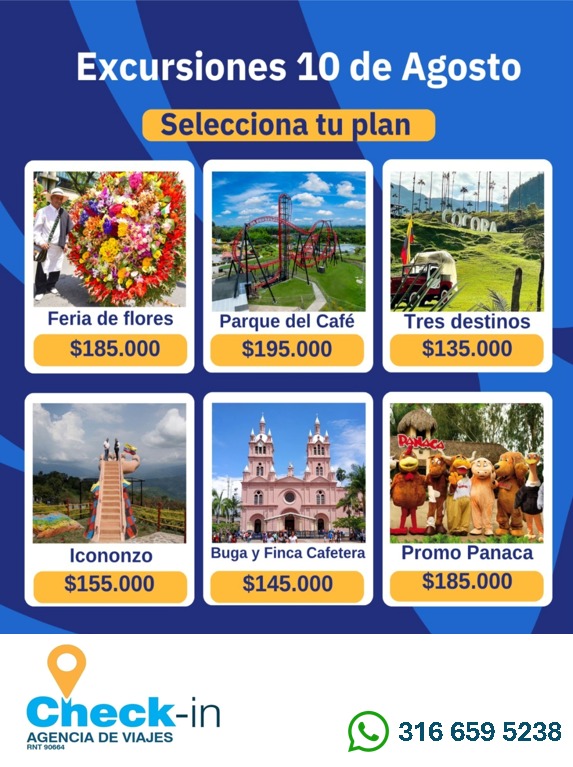 Excursiones 10 de Agosto
Selecciona tu plan
COCORA
Feria de flores
Parque del Café
Tres destinos
$185.000
$195.000
$135.000
PANACA
Icononzo
Buga y Finca Cafetera
Promo Panaca
$155.000
$145.000
$185.000
Check-in
AGENCIA DE VIAJES
RNT 90664
316 659 5238